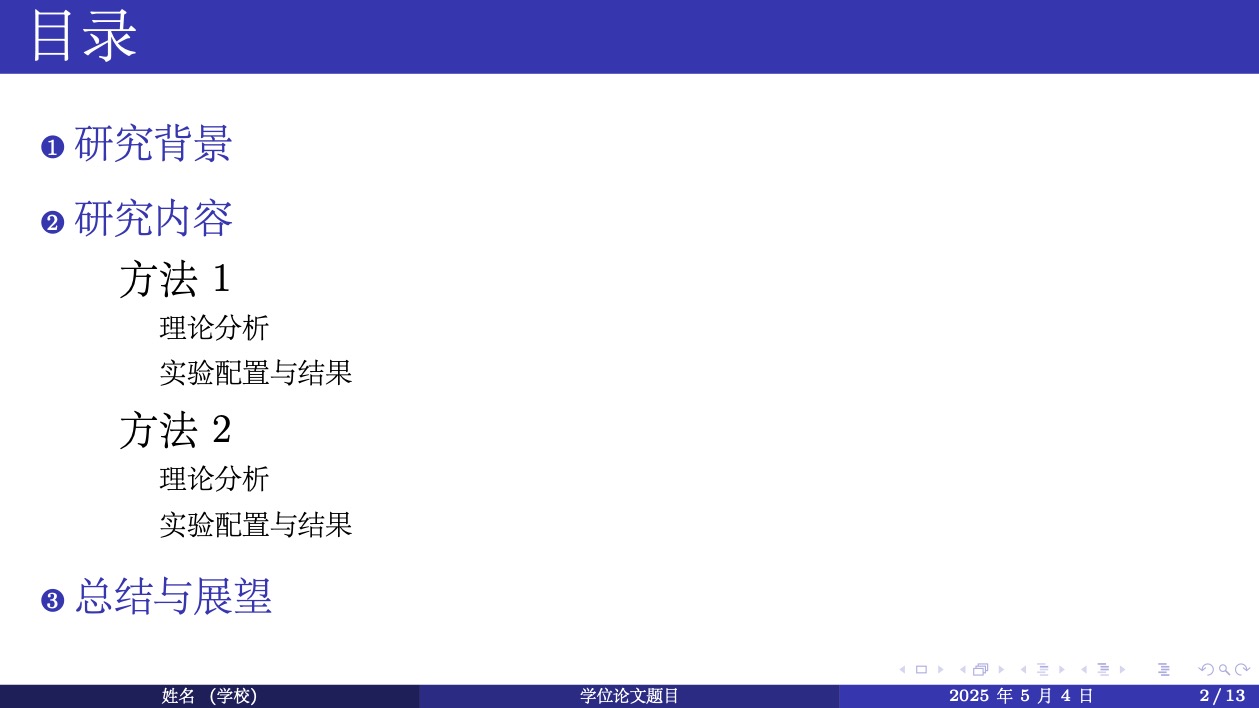 目录
❶ 研究背景
❷ 研究内容
方法 1
理论分析
实验配置与结果
方法 2
理论分析
实验配置与结果
❸ 总结与展望
姓名 (学校) 学位论文题目 2025 年 5 月 4 日 2 / 13